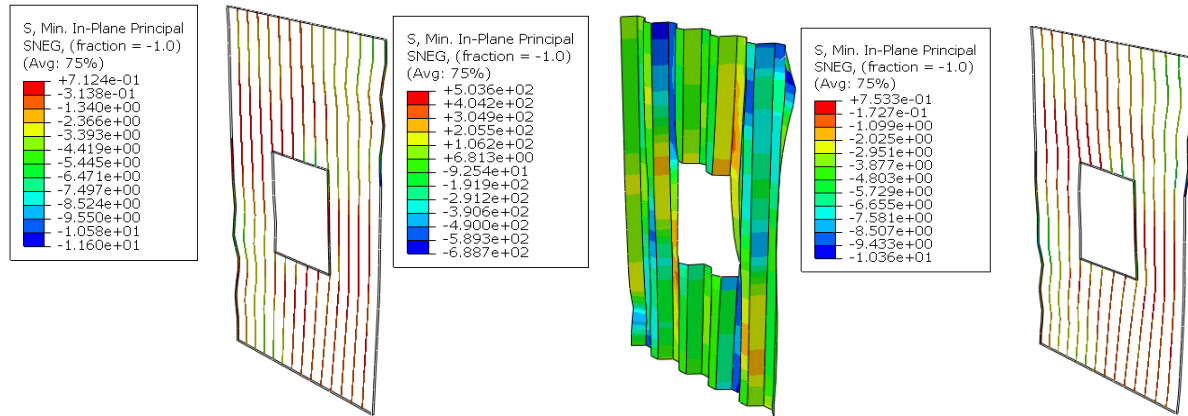 S, Min. In-Plane Principal
SNEG, (fraction = -1.0)
(Avg: 75%)
+7.124e-01
-3.138e-01
-1.340e+00
-2.366e+00
-3.393e+00
-4.419e+00
-5.445e+00
-6.471e+00
-7.497e+00
-8.524e+00
-9.550e+00
-1.058e+01
-1.160e+01
S, Min. In-Plane Principal
SNEG, (fraction = -1.0)
(Avg: 75%)
+5.036e+02
+4.042e+02
+3.049e+02
+2.055e+02
+1.062e+02
+6.813e+00
-9.254e+01
-1.919e+02
-2.912e+02
-3.906e+02
-4.900e+02
-5.893e+02
-6.887e+02
S, Min. In-Plane Principal
SNEG, (fraction = -1.0)
(Avg: 75%)
+7.533e-01
-1.727e-01
-1.099e+00
-2.025e+00
-2.951e+00
-3.877e+00
-4.803e+00
-5.729e+00
-6.655e+00
-7.581e+00
-8.507e+00
-9.433e+00
-1.036e+01